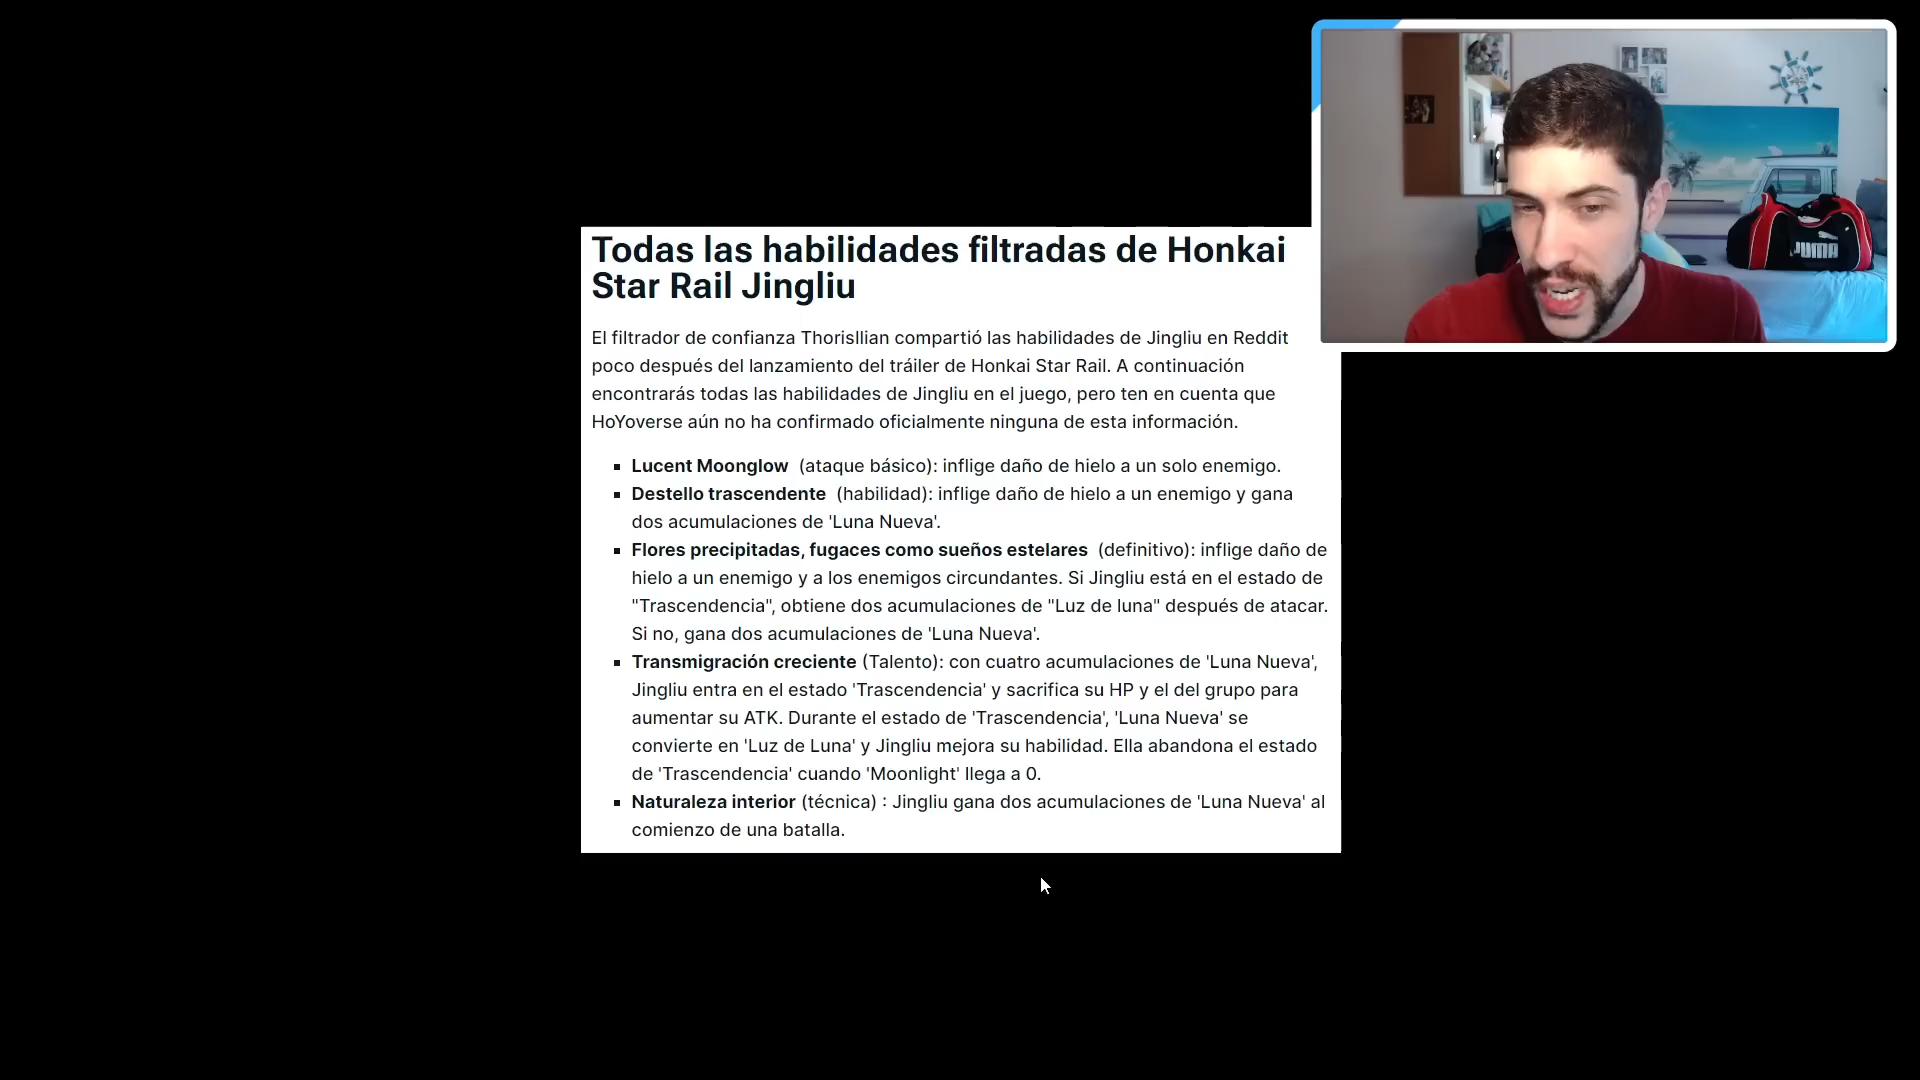 Todas las habilidades filtradas de Honkai
Star Rail Jingliu
El filtrador de confianza Thorisllian compartió las habilidades de Jingliu en Reddit
poco después del lanzamiento del tráiler de Honkai Star Rail. A continuación
encontrarás todas las habilidades de Jingliu en el juego, pero ten en cuenta que
HoYoverse aún no ha confirmado oficialmente ninguna de esta información.
▪ Lucent Moonglow (ataque básico): inflige daño de hielo a un solo enemigo.
▪ Destello trascendente (habilidad): inflige daño de hielo a un enemigo y gana
dos acumulaciones de 'Luna Nueva'.
▪ Flores precipitadas, fugaces como sueños estelares (definitivo): inflige daño de
hielo a un enemigo y a los enemigos circundantes. Si Jingliu está en el estado de
"Trascendencia", obtiene dos acumulaciones de "Luz de luna" después de atacar.
Si no, gana dos acumulaciones de 'Luna Nueva'.
▪ Transmigración creciente (Talento): con cuatro acumulaciones de 'Luna Nueva',
Jingliu entra en el estado 'Trascendencia' y sacrifica su HP y el del grupo para
aumentar su ATK. Durante el estado de 'Trascendencia', 'Luna Nueva' se
convierte en 'Luz de Luna' y Jingliu mejora su habilidad. Ella abandona el estado
de 'Trascendencia' cuando 'Moonlight' llega a 0.
▪ Naturaleza interior (técnica) : Jingliu gana dos acumulaciones de 'Luna Nueva' al
comienzo de una batalla.
PUMA